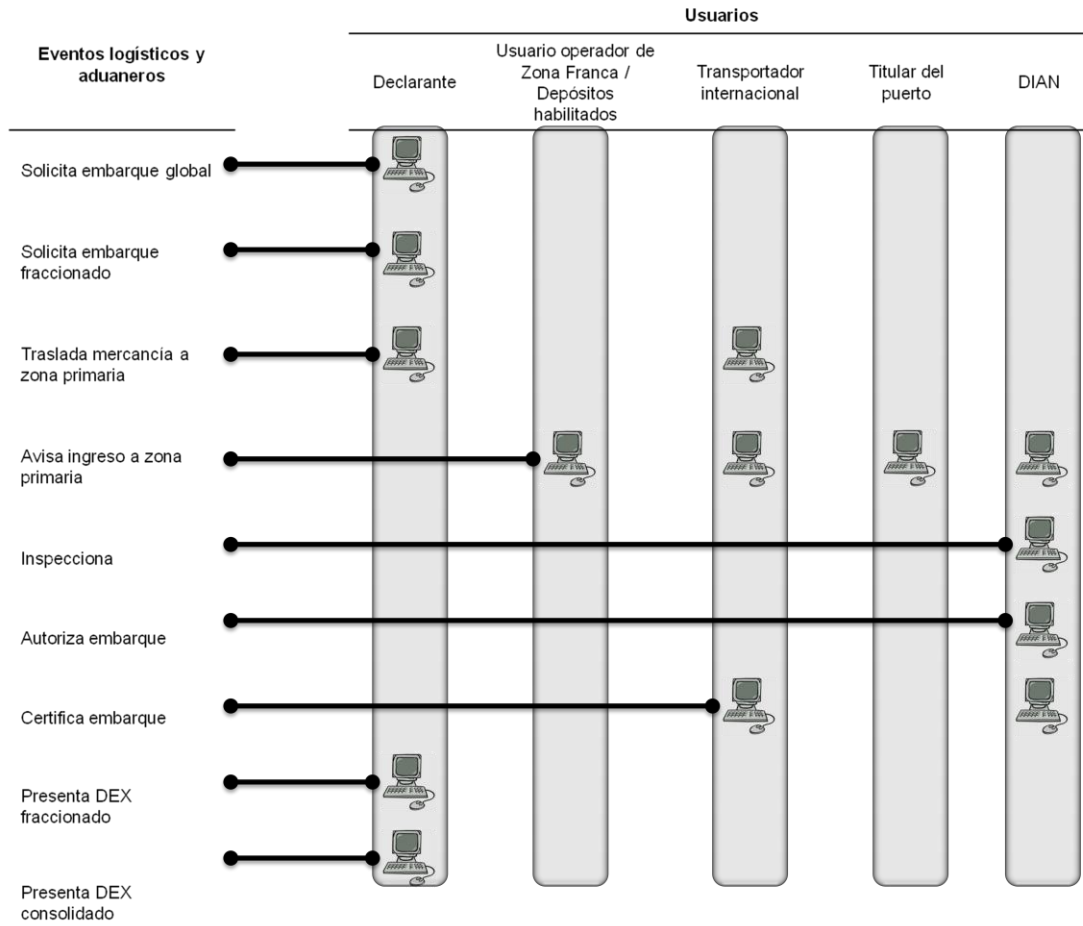 Usuarios
Eventos logísticos y
aduaneros
Declarante
Usuario operador de
Zona Franca /
Depósitos
habilitados
Transportador
internacional
Titular del
puerto
DIAN
Solicita embarque global
Solicita embarque
fraccionado
Traslada mercancía a
zona primaria
Avisa ingreso a zona
primaria
Inspecciona
Autoriza embarque
Certifica embarque
Presenta DEX
fraccionado
Presenta DEX
consolidado